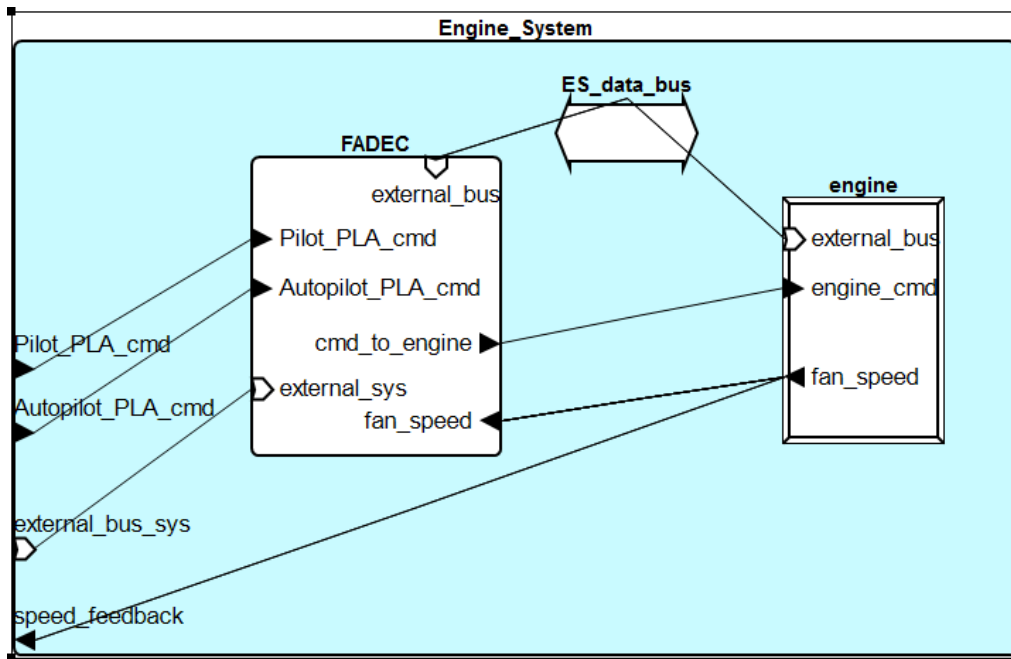 Engine_System
ES_data_bus
FADEC
external_bus
Pilot_PLA_cmd
Autopilot_PLA_cmd
cmd_to_engine
external_sys
fan_speed
engine
external_bus
engine_cmd
fan_speed
Pilot_PLA_cmd
Autopilot_PLA_cmd
external_bus_sys
speed_feedback